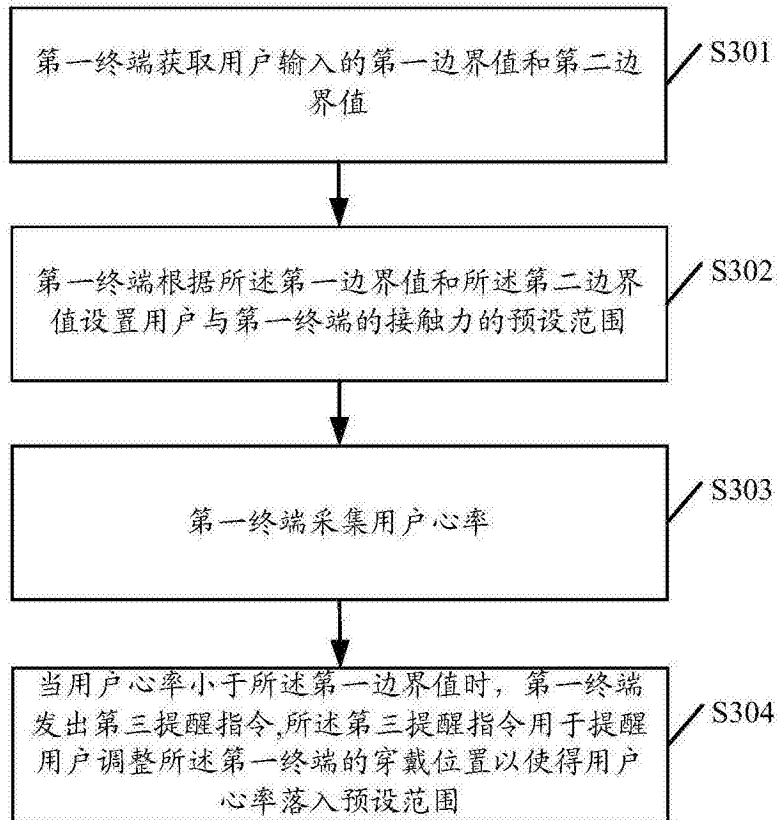 第一终端获取用户输入的第一边界值和第二边
界值
S301
第一终端根据所述第一边界值和所述第二边界
值设置用户与第一终端的接触力的预设范围
S302
第一终端采集用户心率
S303
当用户心率小于所述第一边界值时，第一终端
发出第三提醒指令,所述第三提醒指令用于提醒
用户调整所述第一终端的穿戴位置以使得用户
心率落入预设范围
S304